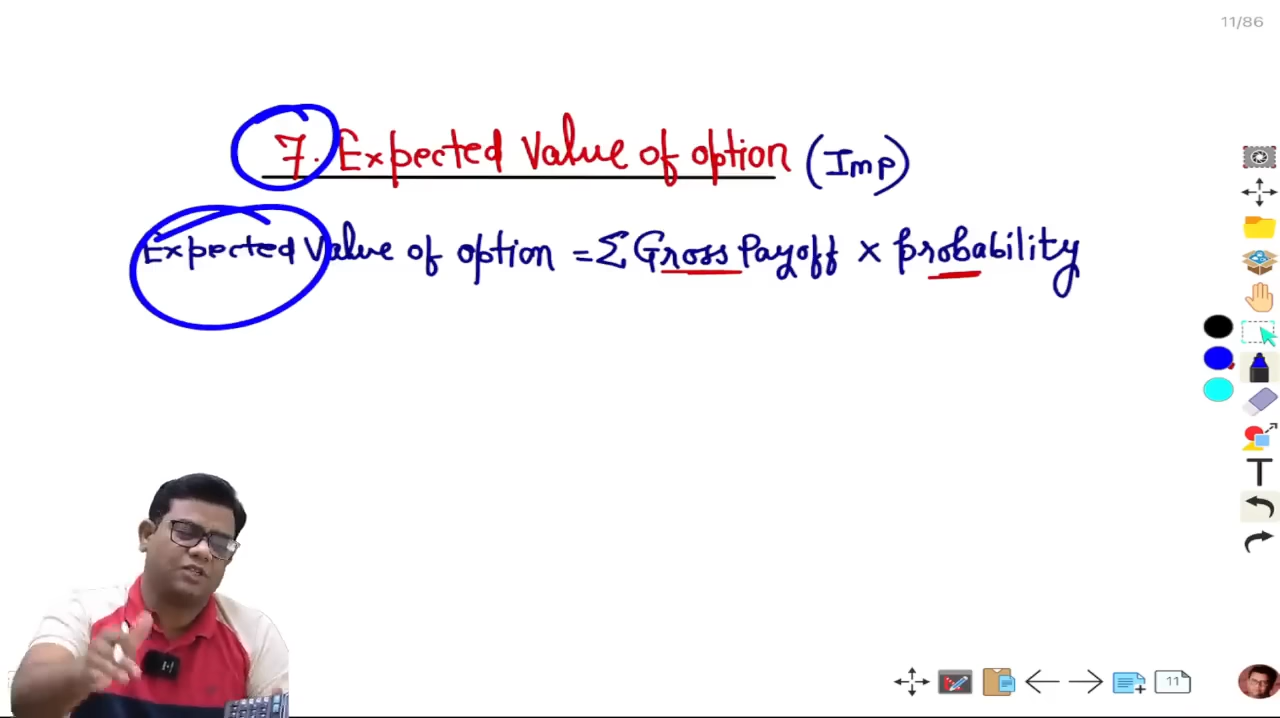 11/86
7. Expected Value of option (Imp)
Expected Value of option = Σ Gross Payoff × probability
T
11